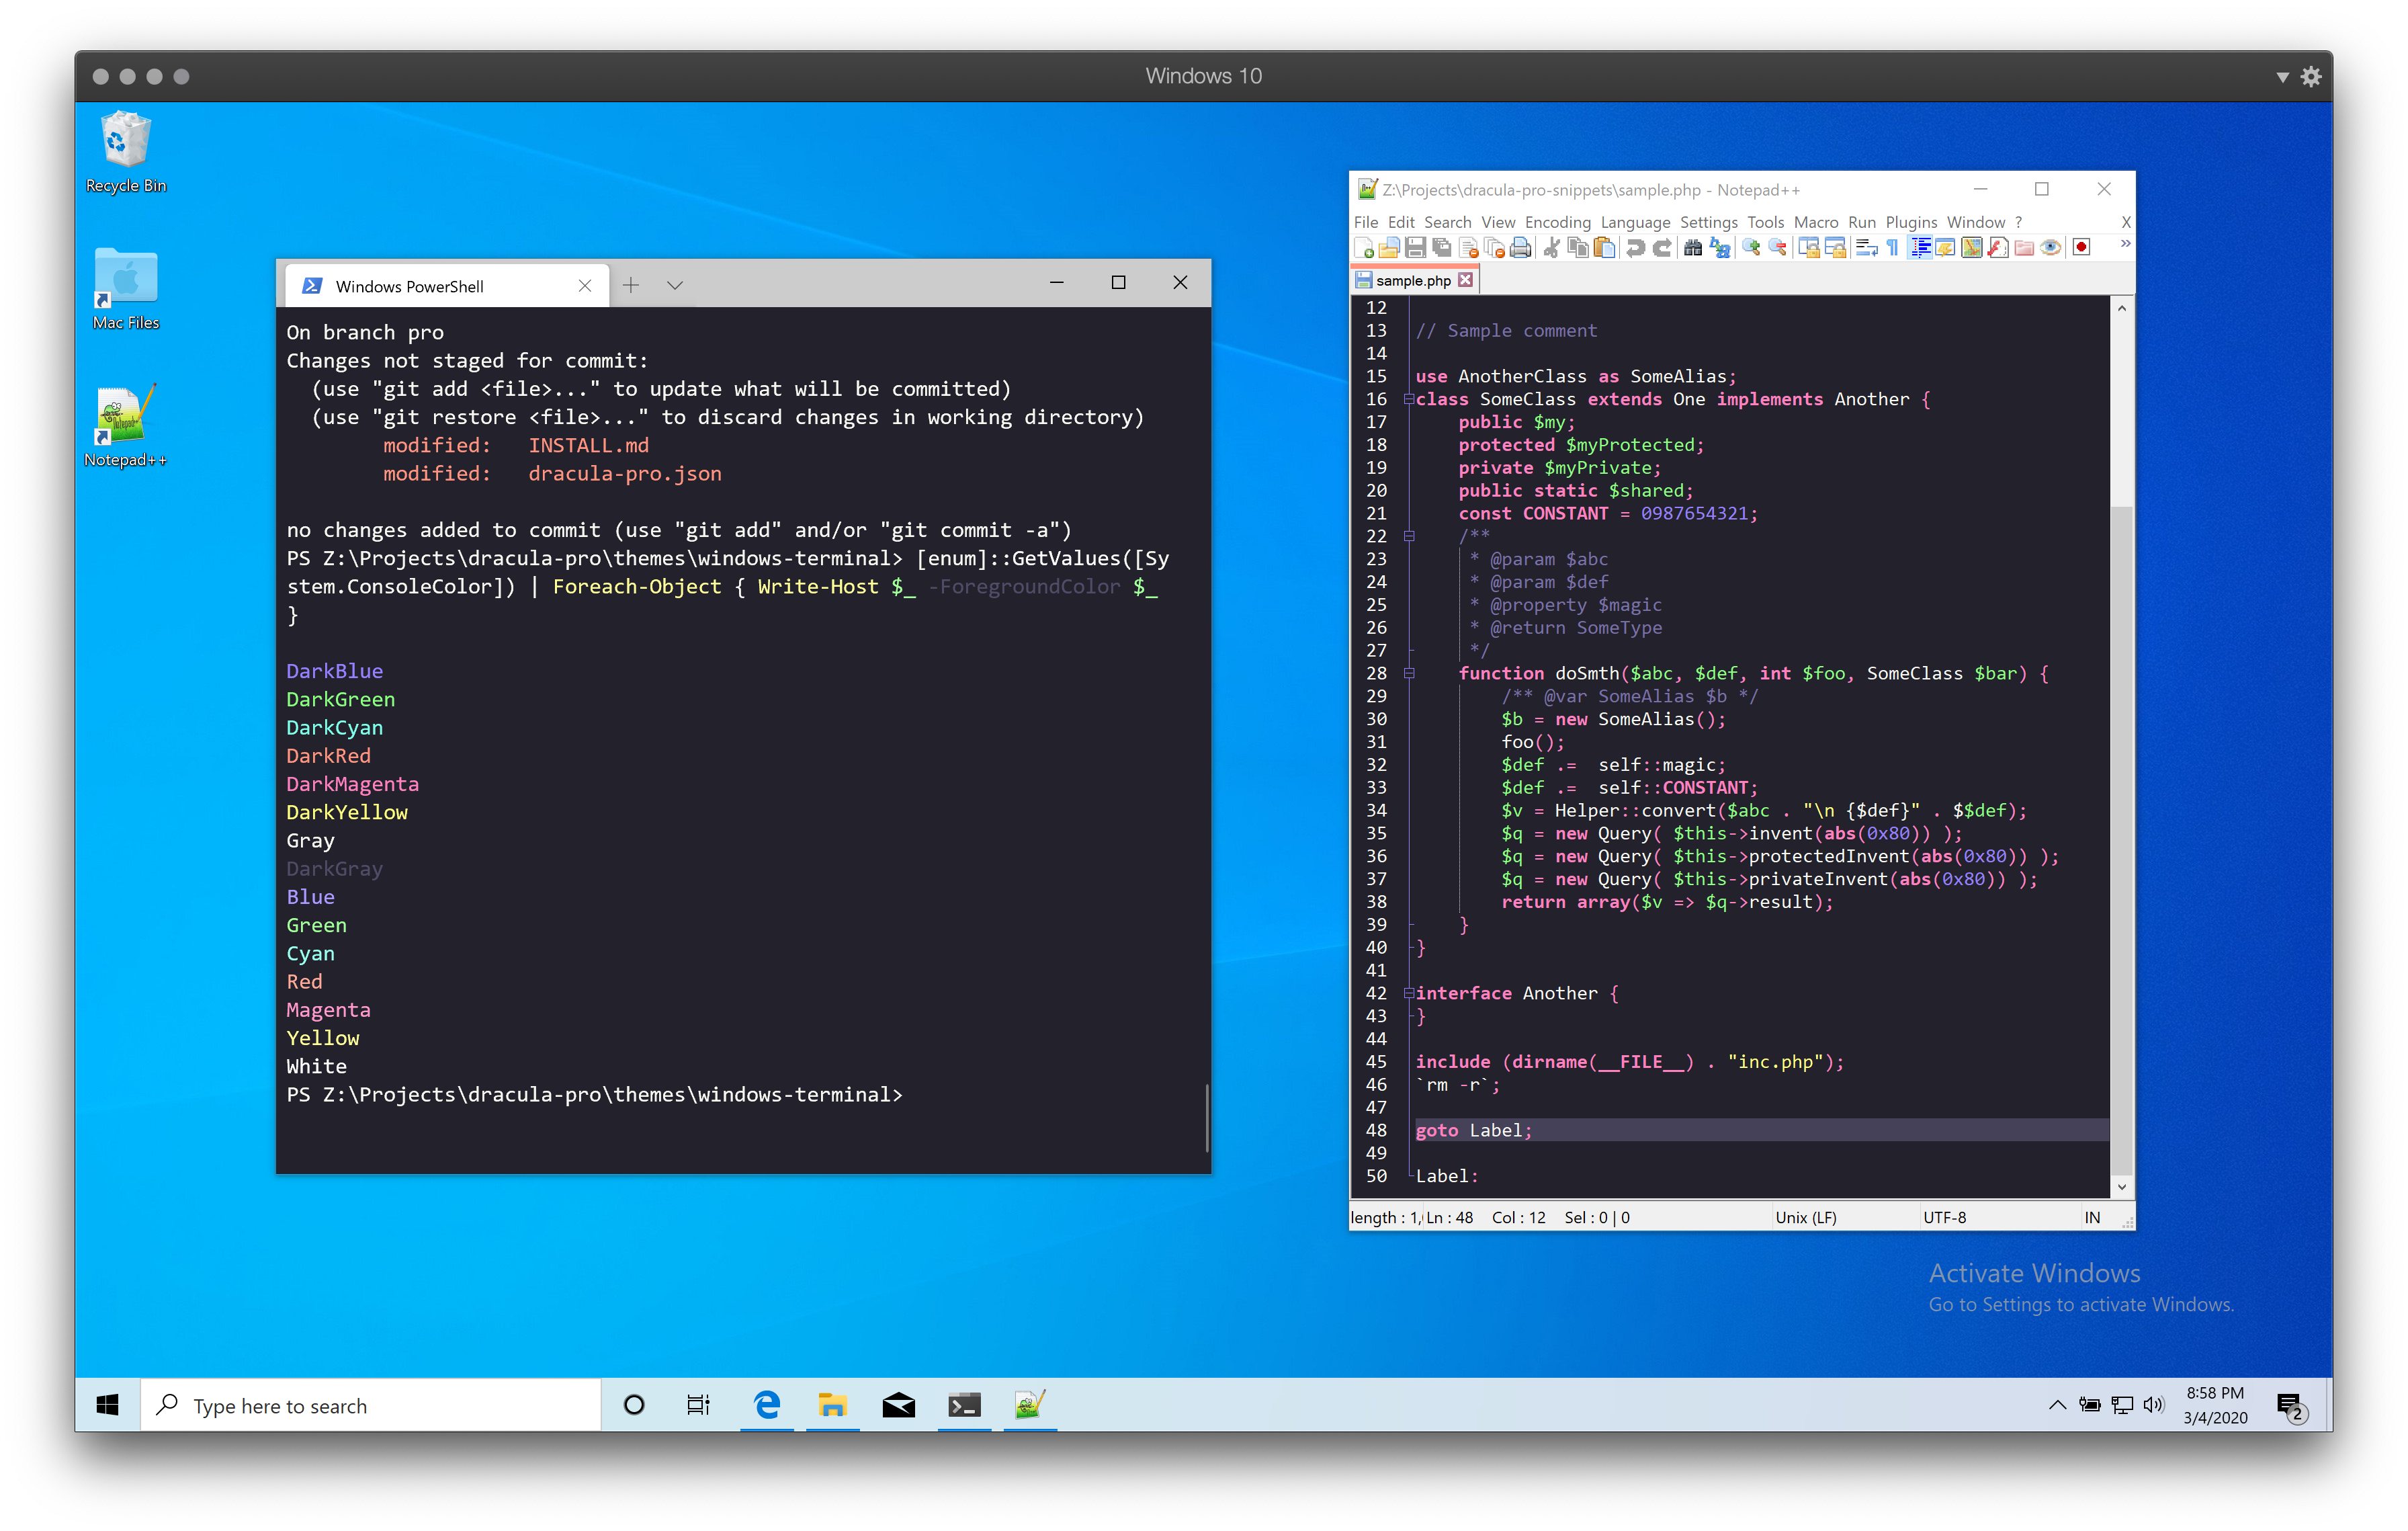 Windows 10
Recycle Bin
Mac Files
Notepad++
Windows PowerShell
On branch pro
Changes not staged for commit:
  (use "git add <file>..." to update what will be committed)
  (use "git restore <file>..." to discard changes in working directory)
        modified:   INSTALL.md
        modified:   dracula-pro.json
no changes added to commit (use "git add" and/or "git commit -a")
PS Z:\Projects\dracula-pro\themes\windows-terminal> [enum]::GetValues([Sy
stem.ConsoleColor]) | Foreach-Object { Write-Host $_ -ForegroundColor $_
}
DarkBlue
DarkGreen
DarkCyan
DarkRed
DarkMagenta
DarkYellow
Gray
DarkGray
Blue
Green
Cyan
Red
Magenta
Yellow
White
PS Z:\Projects\dracula-pro\themes\windows-terminal>
Z:\Projects\dracula-pro-snippets\sample.php - Notepad++
File Edit Search View Encoding Language Settings Tools Macro Run Plugins Window ? X
sample.php
12
13 // Sample comment
14
15 use AnotherClass as SomeAlias;
16 class SomeClass extends One implements Another {
17     public $my;
18     protected $myProtected;
19     private $myPrivate;
20     public static $shared;
21     const CONSTANT = 0987654321;
22     /**
23      * @param $abc
24      * @param $def
25      * @property $magic
26      * @return SomeType
27      */
28     function doSmth($abc, $def, int $foo, SomeClass $bar) {
29         /** @var SomeAlias $b */
30         $b = new SomeAlias();
31         foo();
32         $def .=  self::magic;
33         $def .=  self::CONSTANT;
34         $v = Helper::convert($abc . "\n {$def}" . $$def);
35         $q = new Query( $this->invent(abs(0x80)) );
36         $q = new Query( $this->protectedInvent(abs(0x80)) );
37         $q = new Query( $this->privateInvent(abs(0x80)) );
38         return array($v => $q->result);
39     }
40 }
41
42 interface Another {
43 }
44
45 include (dirname(__FILE__) . "inc.php");
46 `rm -r`;
47
48 goto Label;
49
50 Label:
length : 1, Ln : 48 Col : 12 Sel : 0 | 0 Unix (LF) UTF-8 IN
Activate Windows
Go to Settings to activate Windows.
Type here to search
8:58 PM
3/4/2020
2